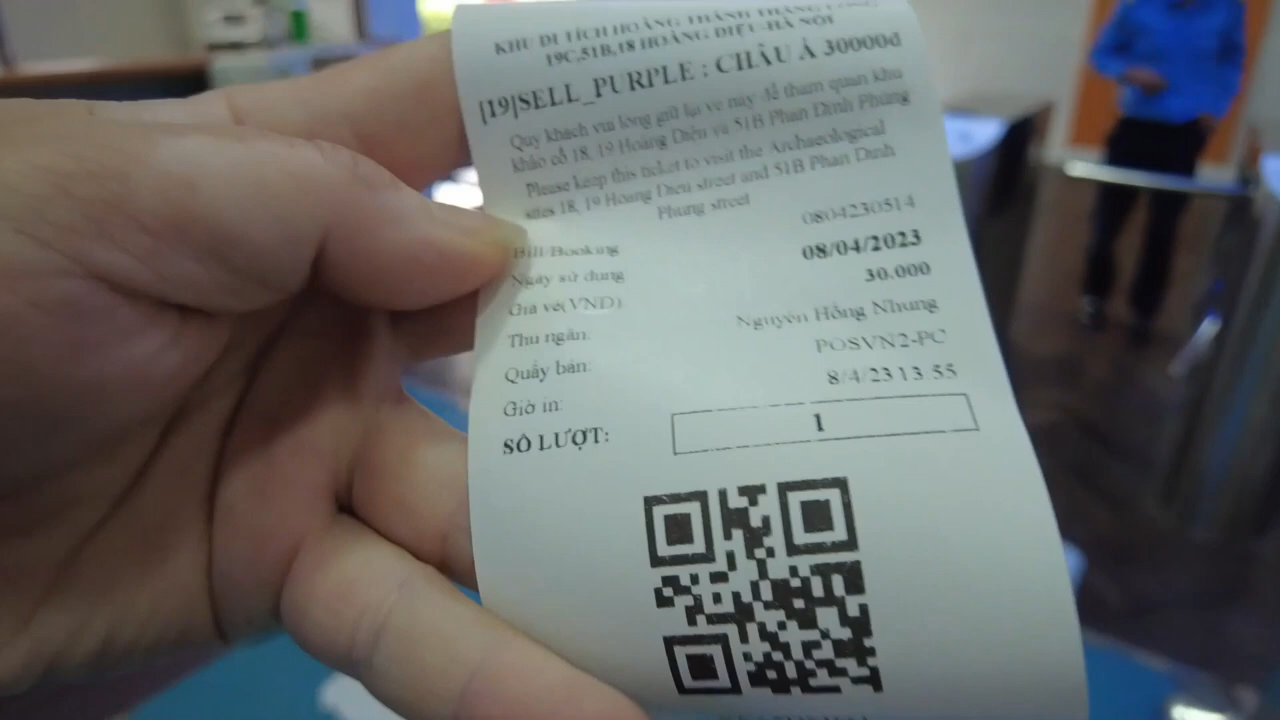 KHU DI TÍCH HOÀNG THÀNH THĂNG LONG
19C,51B,18 HOÀNG DIỆU-HÀ NỘI
[19]SELL_PURPLE : CHÂU Á 30000đ
Quý khách vui lòng giữ lại vé này để tham quan khu
khảo cổ 18, 19 Hoàng Diệu và 51B Phan Đình Phùng
Please keep this ticket to visit the Archaeological
sites 18, 19 Hoang Dieu street and 51B Phan Dinh
Phung street
Bill/Booking 0804230514
Ngày sử dụng 08/04/2023
Giá vé(VND) 30.000
Thu ngân: Nguyễn Hồng Nhung
Quầy bán: POSVN2-PC
Giờ in: 8/4/23 13:55
SỐ LƯỢT: 1